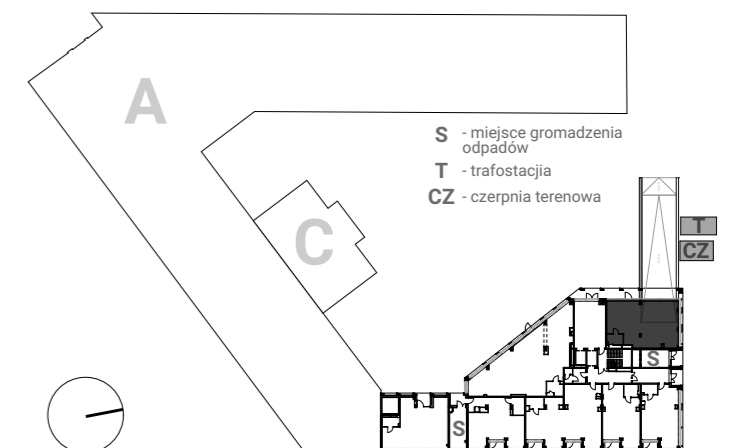 A
S - miejsce gromadzenia
odpadów
T - trafostacja
CZ - czerpnia terenowa
C
T
CZ
S
S